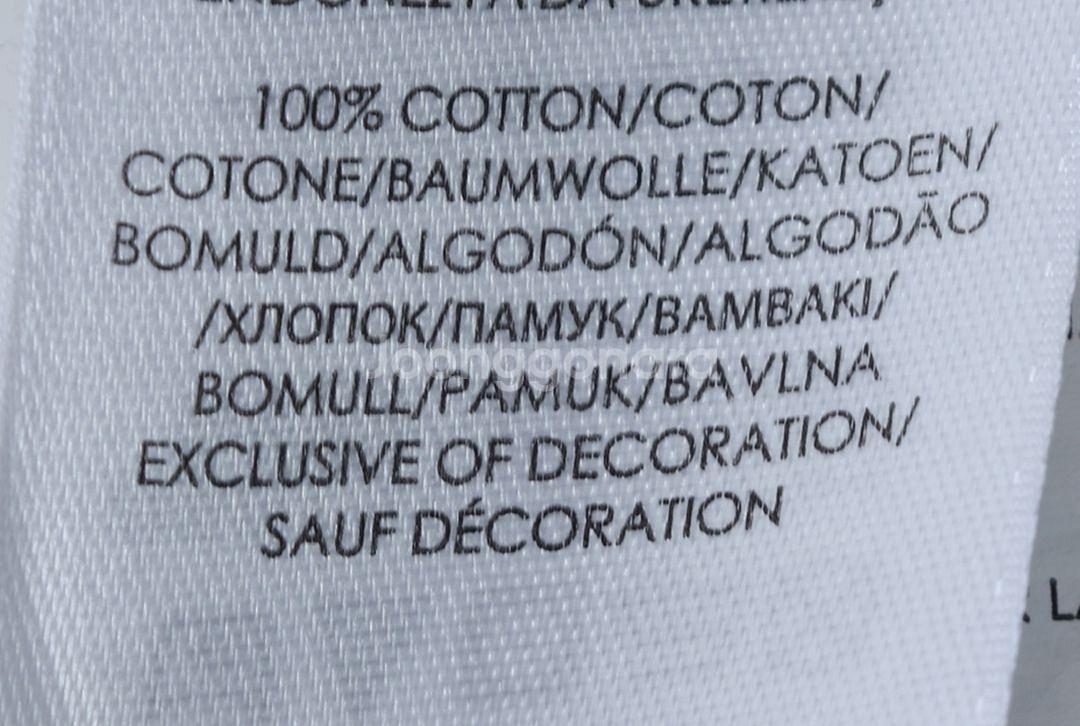 100% COTTON/COTON/
COTONE/BAUMWOLLE/KATOEN/
BOMULD/ALGODÓN/ALGODÃO
/ХЛОПОК/ПАМУК/BAMBAKI/
Joonggonara
BOMULL/PAMUK/BAVLNA
EXCLUSIVE OF DECORATION/
SAUF DÉCORATION